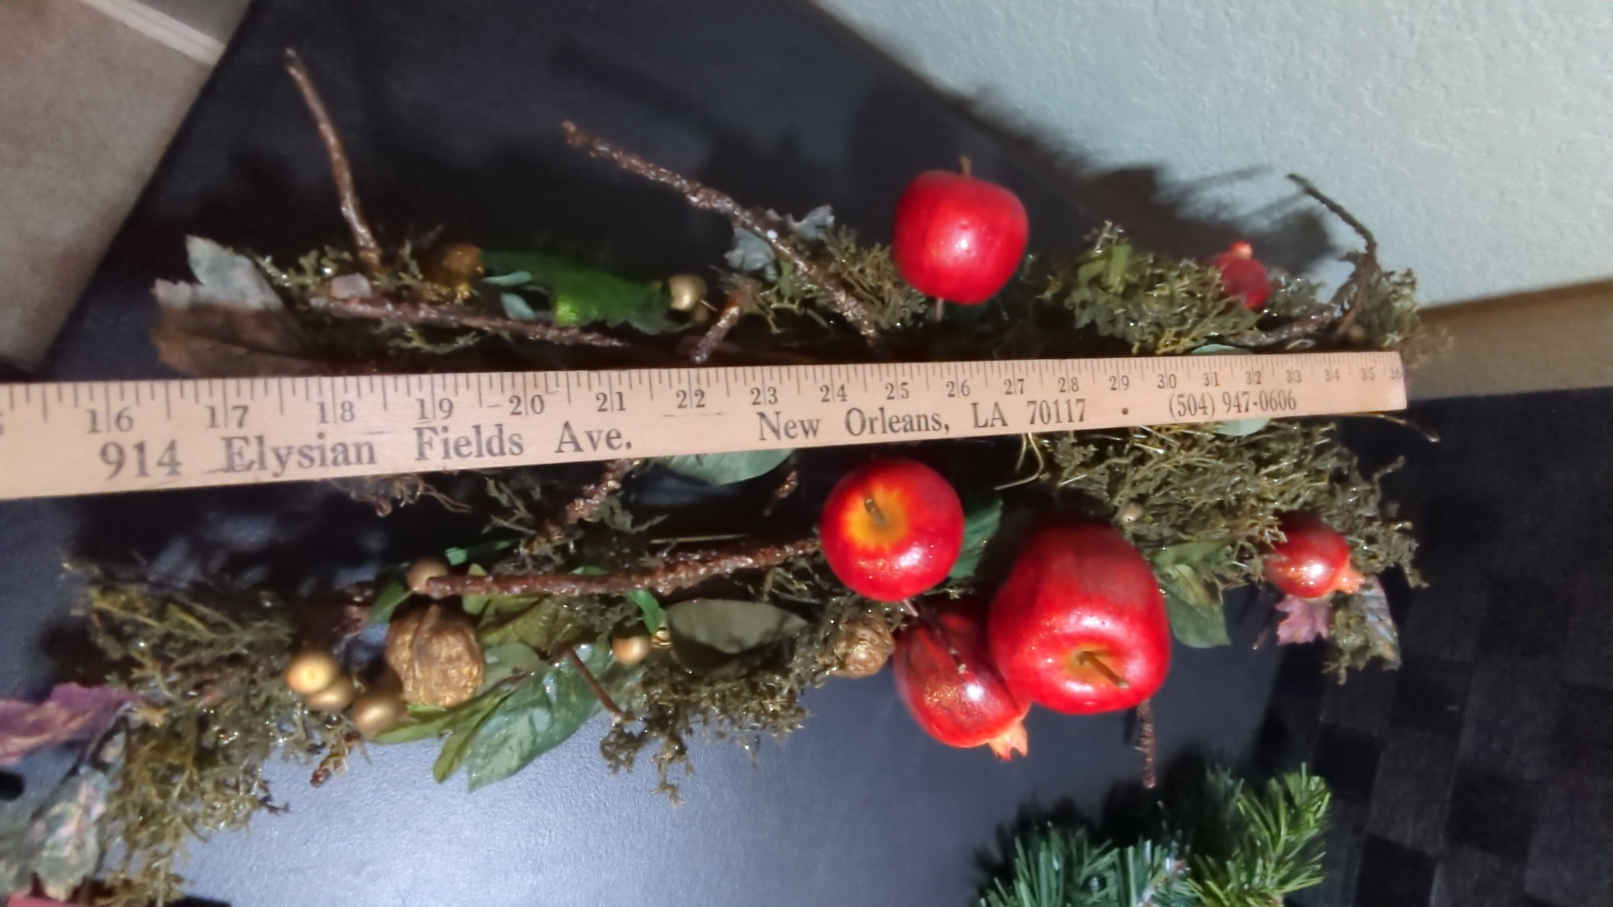 16 17 18 19 20 21 22 23 24 25 26 27 28 29 30 31 32 33 34 35 36
914 Elysian Fields Ave. New Orleans, LA 70117 • (504) 947-0606